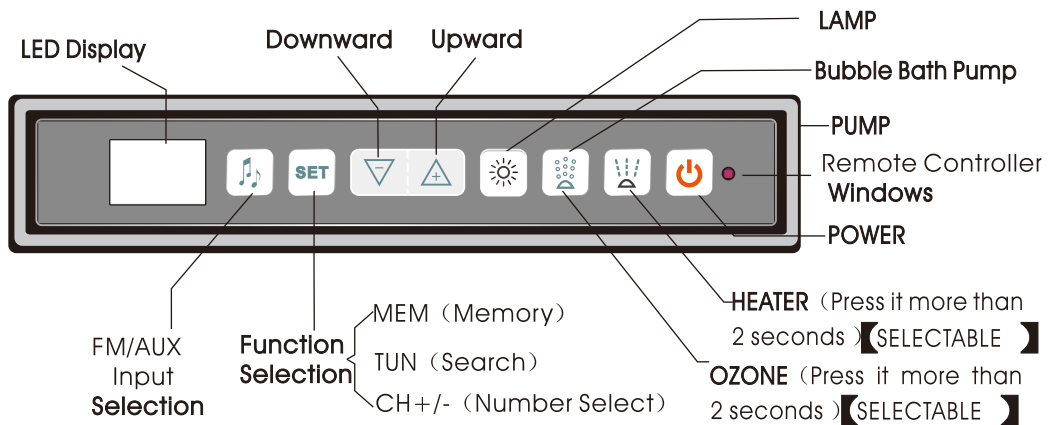 LAMP
LED Display
Downward
Upward
Bubble Bath Pump
PUMP
Remote Controller
Windows
SET
−
+
POWER
HEATER（Press it more than
2 seconds）【SELECTABLE 】
OZONE（Press it more than
2 seconds）【SELECTABLE 】
FM/AUX
Input
Selection
Function
Selection
MEM（Memory）
TUN（Search）
CH+/-（Number Select）